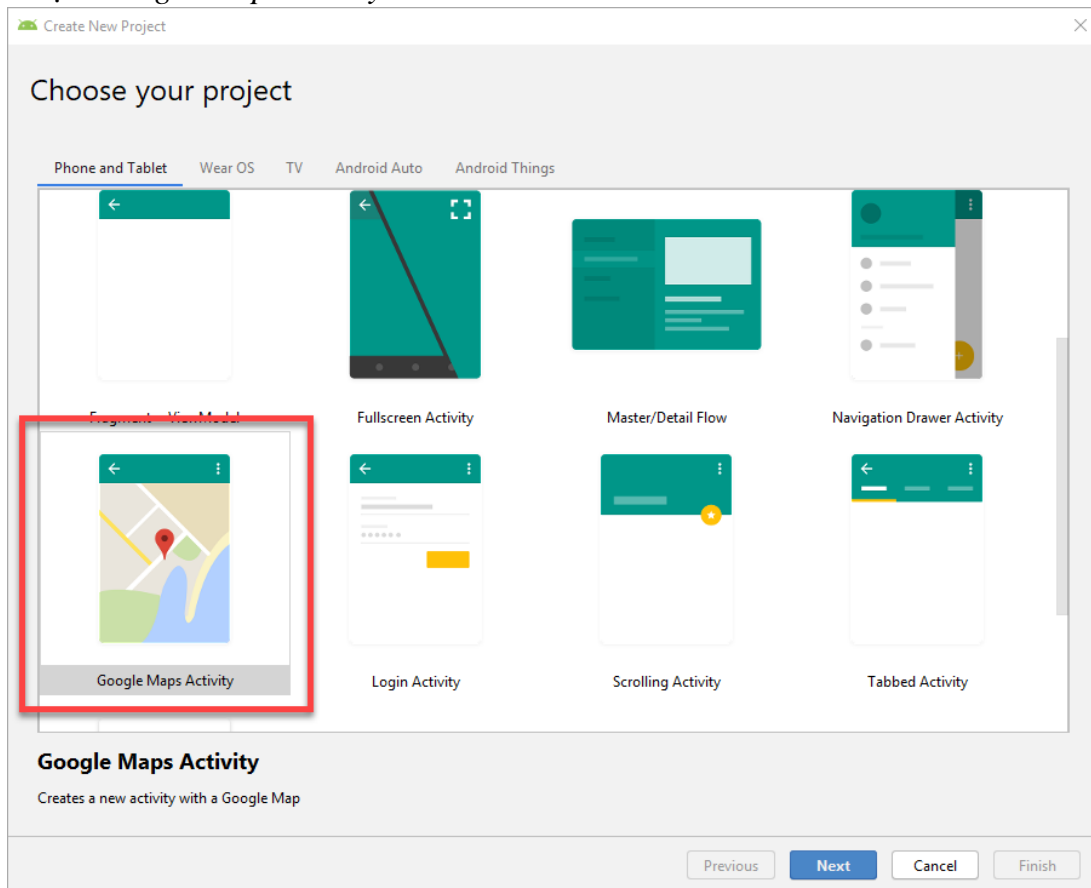 Create New Project
Choose your project
Phone and Tablet Wear OS TV Android Auto Android Things
Fullscreen Activity Master/Detail Flow Navigation Drawer Activity
Google Maps Activity Login Activity Scrolling Activity Tabbed Activity
Google Maps Activity
Creates a new activity with a Google Map
Previous Next Cancel Finish